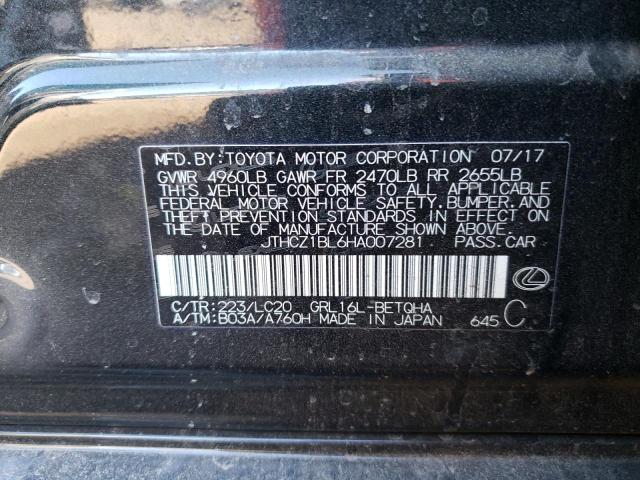 MFD.BY:TOYOTA MOTOR CORPORATION 07/17
GVWR 4960LB GAWR FR 2470LB RR 2655LB
THIS VEHICLE CONFORMS TO ALL APPLICABLE
FEDERAL MOTOR VEHICLE SAFETY,BUMPER,AND
THEFT PREVENTION STANDARDS IN EFFECT ON
THE DATE OF MANUFACTURE SHOWN ABOVE.
JTHCZ1BL6HA007281 PASS.CAR
C/TR:223/LC20 GRL16L-BETQHA
A/TM:B03A/A760H MADE IN JAPAN 645 C